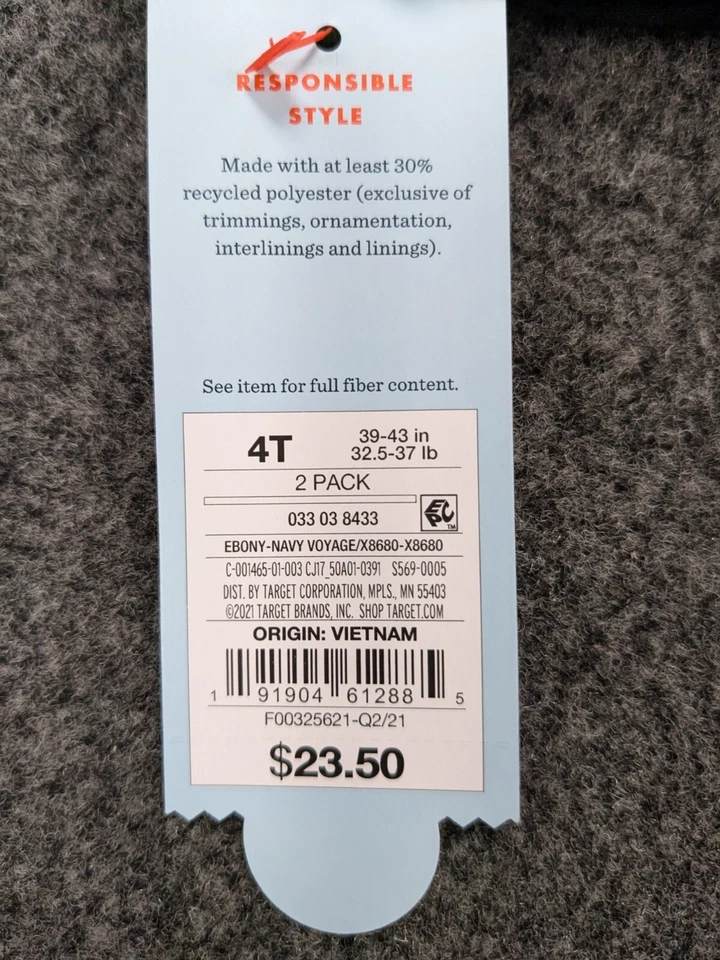 RESPONSIBLE
STYLE
Made with at least 30%
recycled polyester (exclusive of
trimmings, ornamentation,
interlinings and linings).
See item for full fiber content.
4T 39-43 in
32.5-37 lb
2 PACK
033 03 8433 EPC TM
EBONY-NAVY VOYAGE/X8680-X8680
C-001465-01-003 CJ17_50A01-0391 S569-0005
DIST. BY TARGET CORPORATION, MPLS., MN 55403
©2021 TARGET BRANDS, INC. SHOP TARGET.COM
ORIGIN: VIETNAM
1 91904 61288 5
F00325621-Q2/21
$23.50